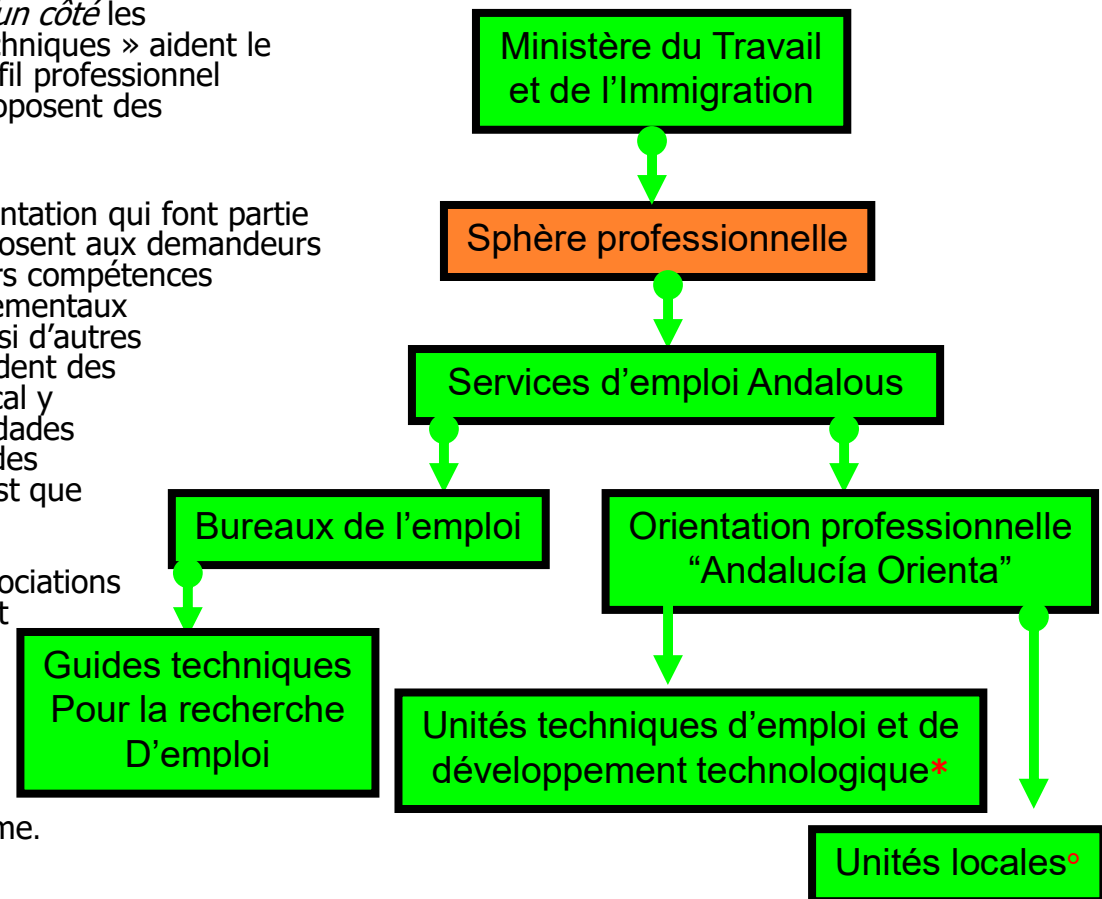 un côté les
chniques » aident le
fil professionnel
oposent des
ntation qui font partie
posent aux demandeurs
rs compétences
ementaux
si d’autres
dent des
cal y
dades
des
st que
sociations
t
me.
Ministère du Travail
et de l’Immigration
Sphère professionnelle
Services d’emploi Andalous
Bureaux de l’emploi
Orientation professionnelle
“Andalucía Orienta”
Guides techniques
Pour la recherche
D’emploi
Unités techniques d’emploi et de
développement technologique*
Unités locales°